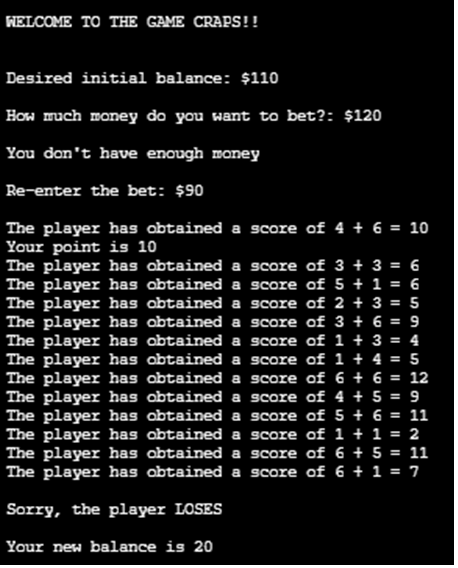 WELCOME TO THE GAME CRAPS!!
Desired initial balance: $110
How much money do you want to bet?: $120
You don't have enough money
Re-enter the bet: $90
The player has obtained a score of 4 + 6 = 10
Your point is 10
The player has obtained a score of 3 + 3 = 6
The player has obtained a score of 5 + 1 = 6
The player has obtained a score of 2 + 3 = 5
The player has obtained a score of 3 + 6 = 9
The player has obtained a score of 1 + 3 = 4
The player has obtained a score of 1 + 4 = 5
The player has obtained a score of 6 + 6 = 12
The player has obtained a score of 4 + 5 = 9
The player has obtained a score of 5 + 6 = 11
The player has obtained a score of 1 + 1 = 2
The player has obtained a score of 6 + 5 = 11
The player has obtained a score of 6 + 1 = 7
Sorry, the player LOSES
Your new balance is 20